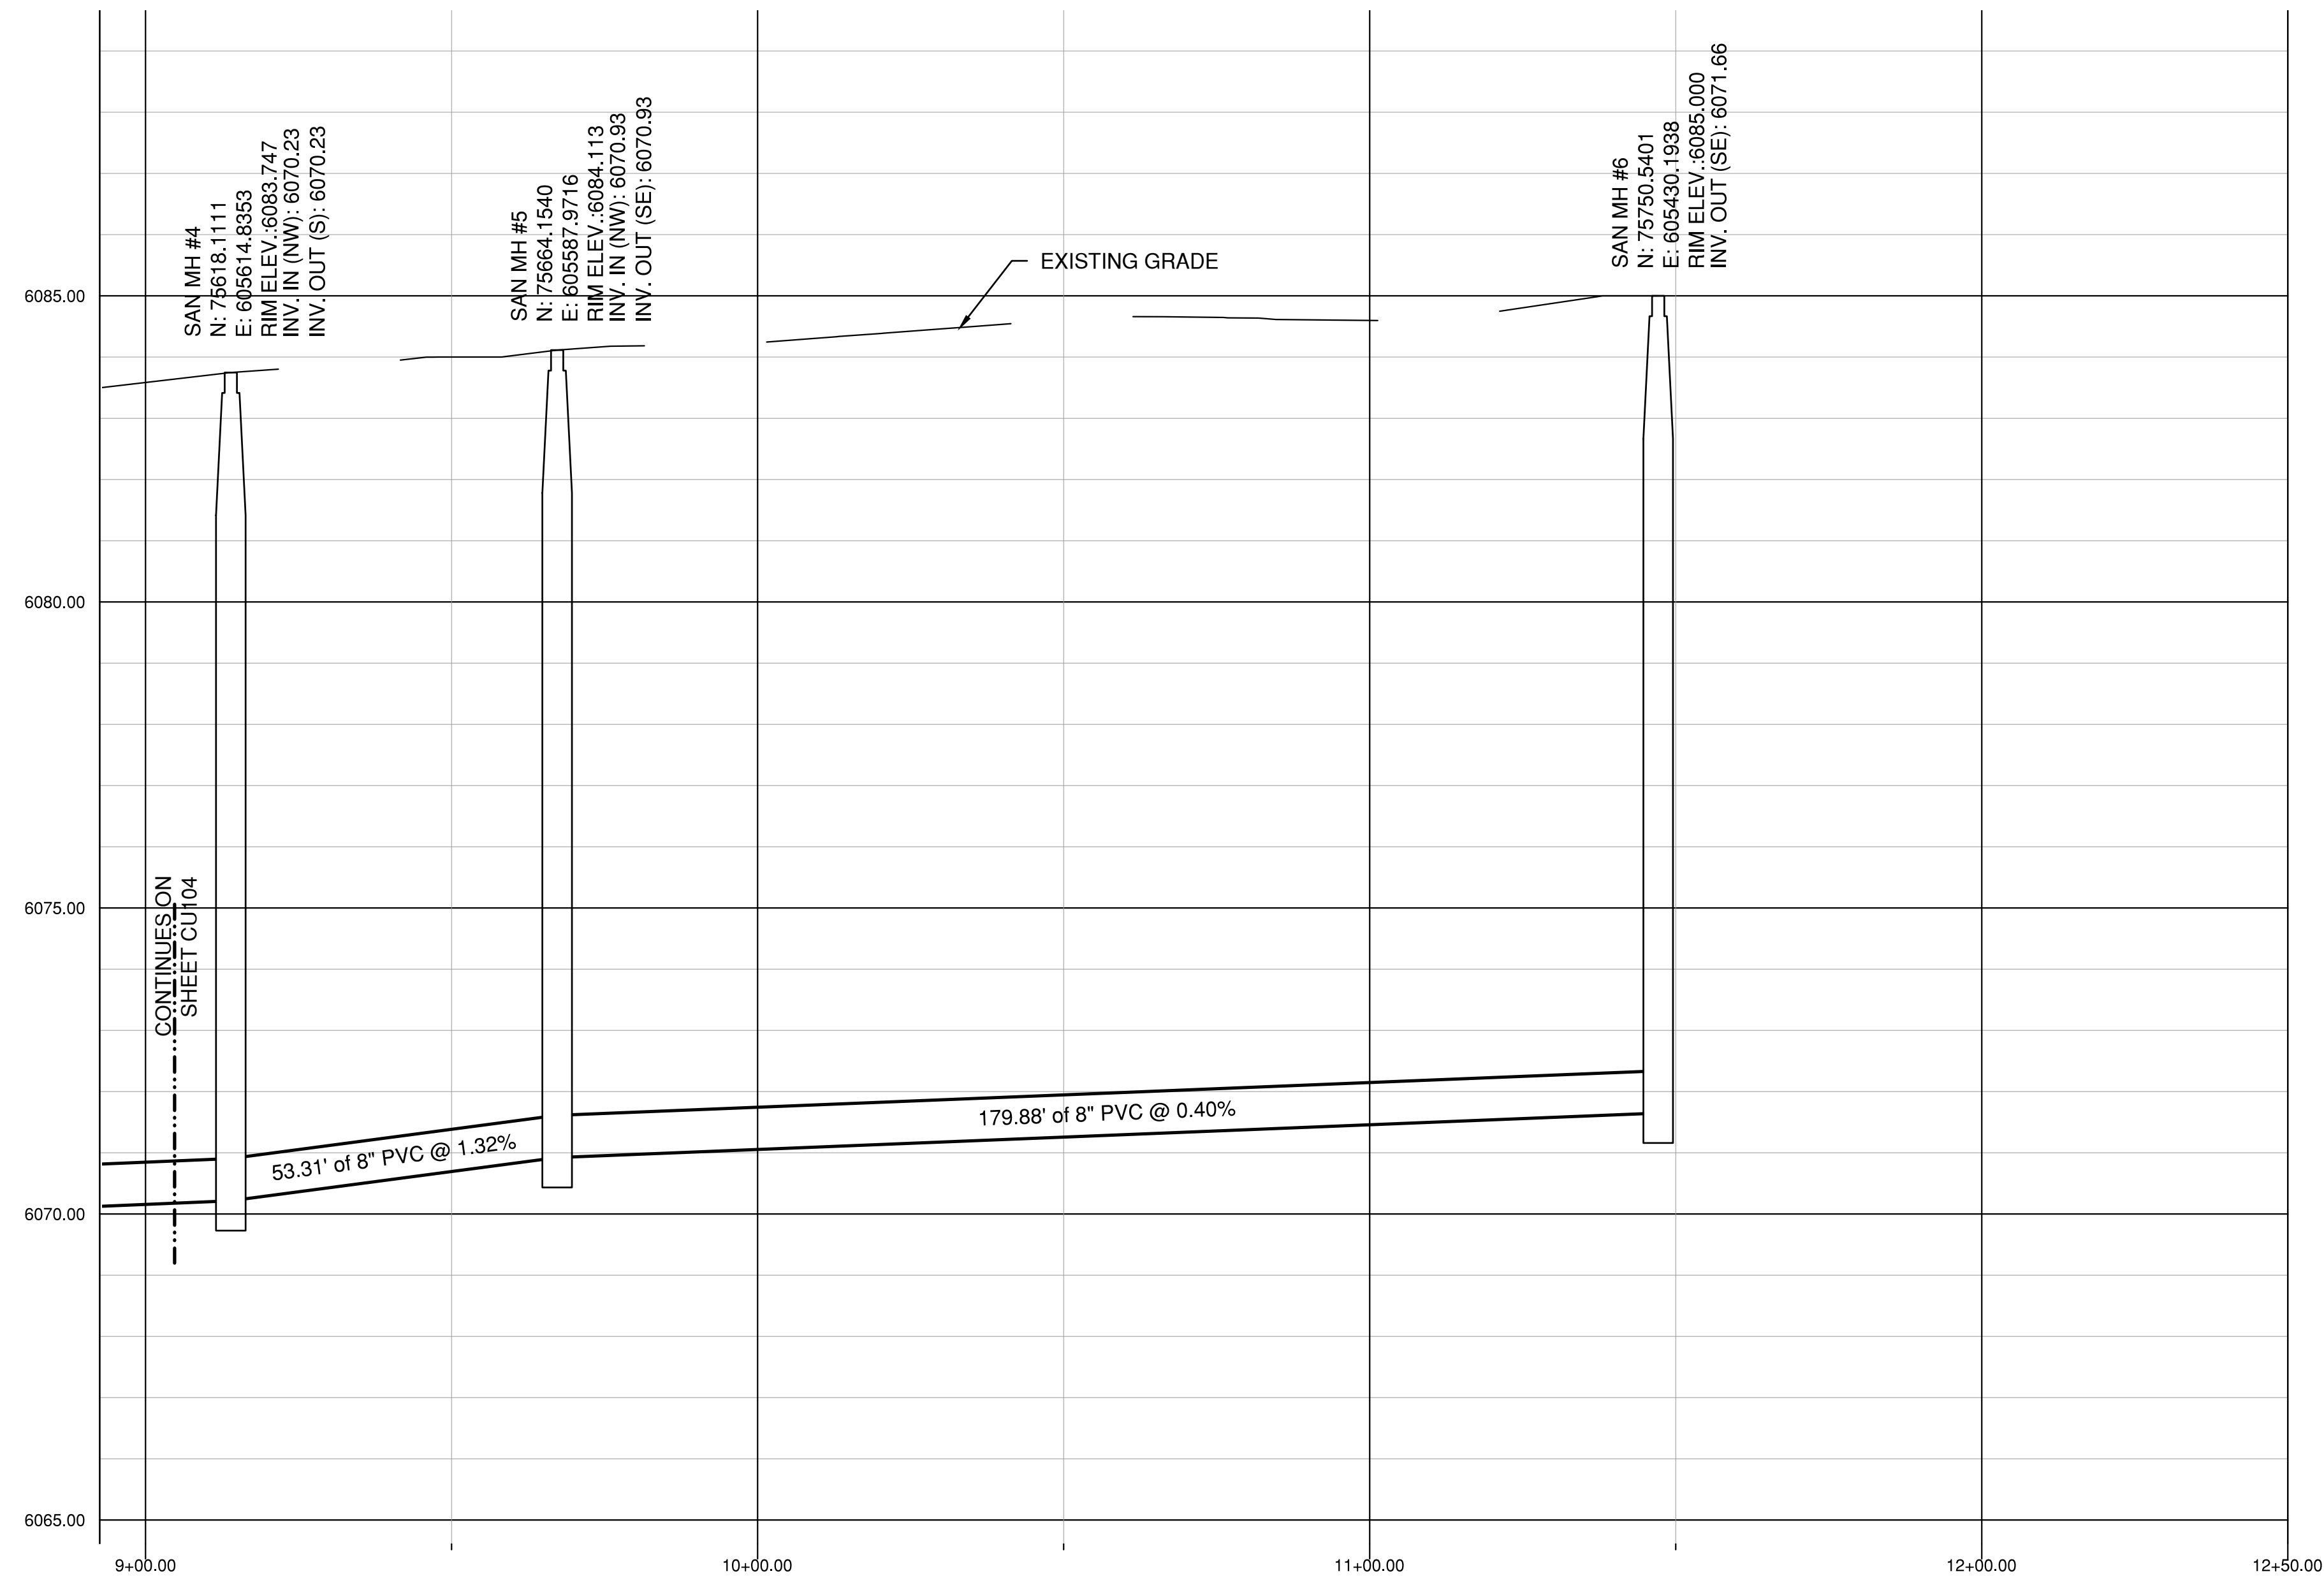 SAN MH #4
N: 75618.1111
E: 605614.8353
RIM ELEV.:6083.747
INV. IN (NW): 6070.23
INV. OUT (S): 6070.23
SAN MH #5
N: 75664.1540
E: 605587.9716
RIM ELEV.:6084.113
INV. IN (NW): 6070.93
INV. OUT (SE): 6070.93
SAN MH #6
N: 75750.5401
E: 605430.1938
RIM ELEV.:6085.000
INV. OUT (SE): 6071.66
EXISTING GRADE
6085.00
6080.00
6075.00
6070.00
6065.00
CONTINUES ON
SHEET CU104
53.31' of 8" PVC @ 1.32%
179.88' of 8" PVC @ 0.40%
9+00.00
10+00.00
11+00.00
12+00.00
12+50.00